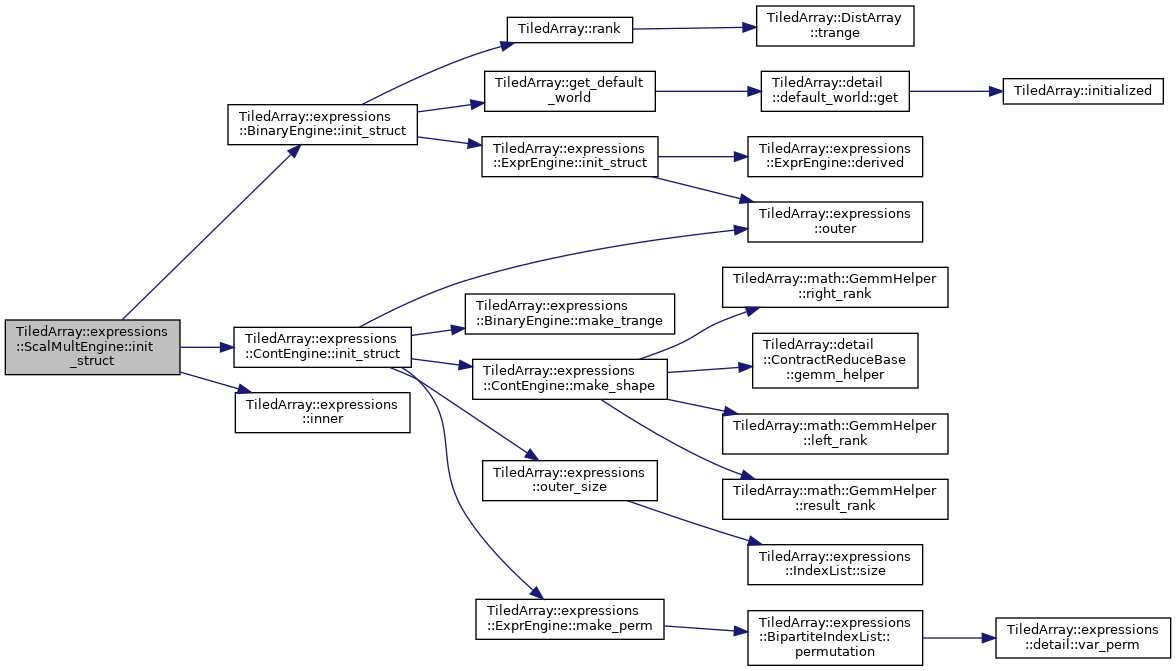 TiledArray::expressions
::ScalMultEngine::init
_struct
TiledArray::expressions
::BinaryEngine::init_struct
TiledArray::rank
TiledArray::DistArray
::trange
TiledArray::get_default
_world
TiledArray::detail
::default_world::get
TiledArray::initialized
TiledArray::expressions
::ExprEngine::init_struct
TiledArray::expressions
::ExprEngine::derived
TiledArray::expressions
::outer
TiledArray::expressions
::ContEngine::init_struct
TiledArray::expressions
::BinaryEngine::make_trange
TiledArray::expressions
::ContEngine::make_shape
TiledArray::math::GemmHelper
::right_rank
TiledArray::detail
::ContractReduceBase
::gemm_helper
TiledArray::math::GemmHelper
::left_rank
TiledArray::math::GemmHelper
::result_rank
TiledArray::expressions
::outer_size
TiledArray::expressions
::IndexList::size
TiledArray::expressions
::ExprEngine::make_perm
TiledArray::expressions
::BipartiteIndexList::
permutation
TiledArray::expressions
::detail::var_perm
TiledArray::expressions
::inner